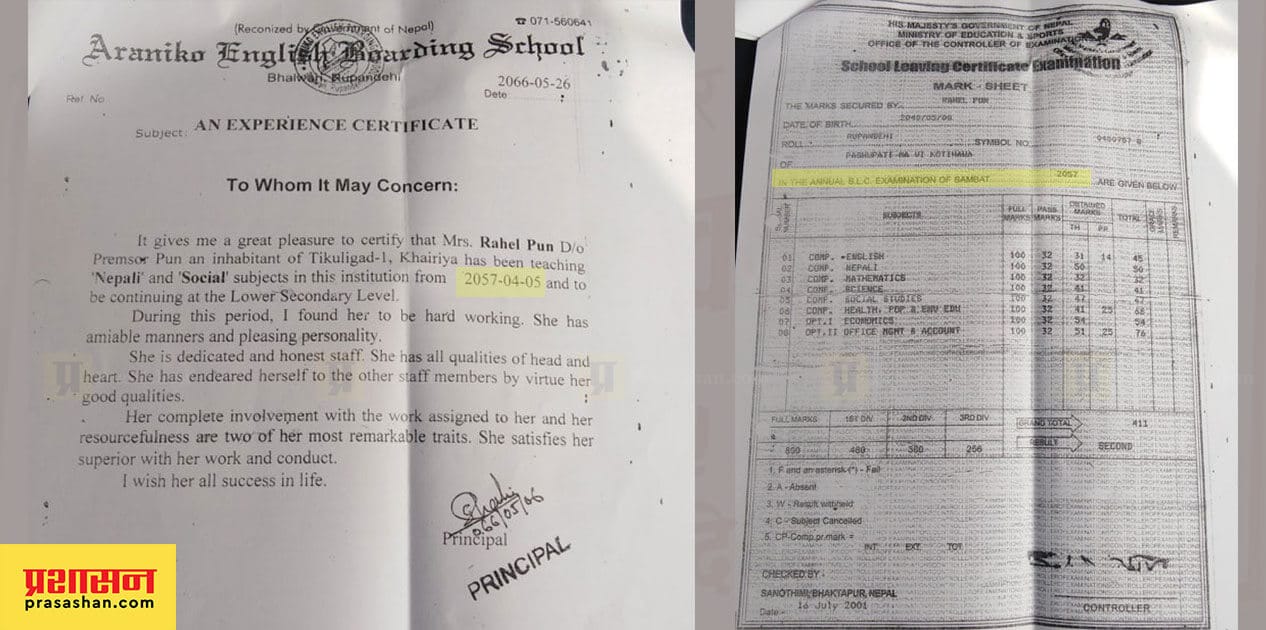 (Reconized by Government of Nepal)
☎ 071-560641
Araniko English Boarding School
Bhalwari, Rupandehi
2066-05-26
Ref. No
Date
Subject: AN EXPERIENCE CERTIFICATE
To Whom It May Concern:
It gives me a great pleasure to certify that Mrs. Rahel Pun D/o
Premsor Pun an inhabitant of Tikuligad-1, Khairiya has been teaching
'Nepali' and 'Social' subjects in this institution from 2057-04-05 and to
be continuing at the Lower Secondary Level.
During this period, I found her to be hard working. She has
amiable manners and pleasing personality.
She is dedicated and honest staff. She has all qualities of head and
heart. She has endeared herself to the other staff members by virtue her
good qualities.
Her complete involvement with the work assigned to her and her
resourcefulness are two of her most remarkable traits. She satisfies her
superior with her work and conduct.
I wish her all success in life.
066/05/06
Principal
PRINCIPAL
प्रशासन
prasashan.com
HIS MAJESTY'S GOVERNMENT OF NEPAL
MINISTRY OF EDUCATION & SPORTS
OFFICE OF THE CONTROLLER OF EXAMINATION
School Leaving Certificate Examination
MARK - SHEET
THE MARKS SECURED BY RAHEL PUN
DATE OF BIRTH
ROLL RUPANDEHI SYMBOL NO.
OF PASHUPATI MA VI KOTIHAWA
IN THE ANNUAL S.L.C. EXAMINATION OF SAMBAT 2057 ARE GIVEN BELOW
SERIAL NUMBER SUBJECTS FULL MARKS PASS MARKS OBTAINED MARKS TH PR TOTAL GRACE MARKS REMARKS
01 COMP. ENGLISH 100 32 31 14 45
02 COMP. NEPALI 100 32 50 50
03 COMP. MATHEMATICS 100 32 32 32
04 COMP. SCIENCE 100 32 41 41
05 COMP. SOCIAL STUDIES 100 32 47 47
06 COMP. HEALTH, POP & ENV EDU 100 32 41 25 66
07 OPT.I ECONOMICS 100 32 54 54
08 OPT.II OFFICE MGMT & ACCOUNT 100 32 51 25 76
FULL MARKS 1ST DIV 2ND DIV 3RD DIV GRAND TOTAL 411
800 480 360 256 RESULT SECOND
1. F and an asterisk (*) - Fail
2. A - Absent
3. W - Result withheld
4. C - Subject Cancelled
5. CP-Comp.pr.mark =
INT. EXT. TOT.
CHECKED BY -
SANOTHIMI, BHAKTAPUR, NEPAL
Date - 16 July 2001
CONTROLLER